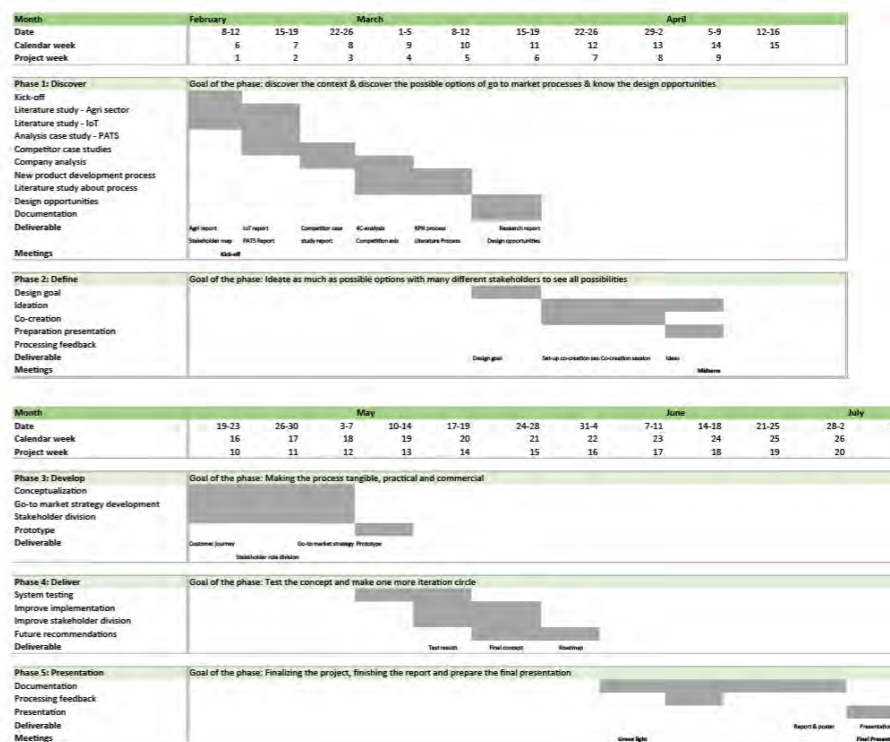 Month February March April
Date 8-12 15-19 22-26 1-5 8-12 15-19 22-26 29-2 5-9 12-16
Calendar week 6 7 8 9 10 11 12 13 14 15
Project week 1 2 3 4 5 6 7 8 9
Phase 1: Discover Goal of the phase: discover the context & discover the possible options of go to market processes & know the design opportunities
Kick-off
Literature study - Agri sector
Literature study - IoT
Analysis case study - PATS
Competitor case studies
Company analysis
New product development process
Literature study about process
Design opportunities
Documentation
Deliverable Agri report IoT report Competitor case 4C-analysis KPN process Research report
Stakeholder map PATS Report study report Competition axis Literature Process Design opportunities
Meetings Kick-off
Phase 2: Define Goal of the phase: Ideate as much as possible options with many different stakeholders to see all possibilities
Design goal
Ideation
Co-creation
Preparation presentation
Processing feedback
Deliverable Design goal Set-up co-creation ses Co-creation session Ideas
Meetings Midterm
Month May June July
Date 19-23 26-30 3-7 10-14 17-19 24-28 31-4 7-11 14-18 21-25 28-2
Calendar week 16 17 18 19 20 21 22 23 24 25 26
Project week 10 11 12 13 14 15 16 17 18 19 20
Phase 3: Develop Goal of the phase: Making the process tangible, practical and commercial
Conceptualization
Go-to market strategy development
Stakeholder division
Prototype
Deliverable Customer journey Go-to market strategy Prototype
Stakeholder role division
Phase 4: Deliver Goal of the phase: Test the concept and make one more iteration circle
System testing
Improve implementation
Improve stakeholder division
Future recommendations
Deliverable Test results Final concept Roadmap
Phase 5: Presentation Goal of the phase: Finalizing the project, finishing the report and prepare the final presentation
Documentation
Processing feedback
Presentation
Deliverable Report & poster Presentation
Meetings Green light Final Present